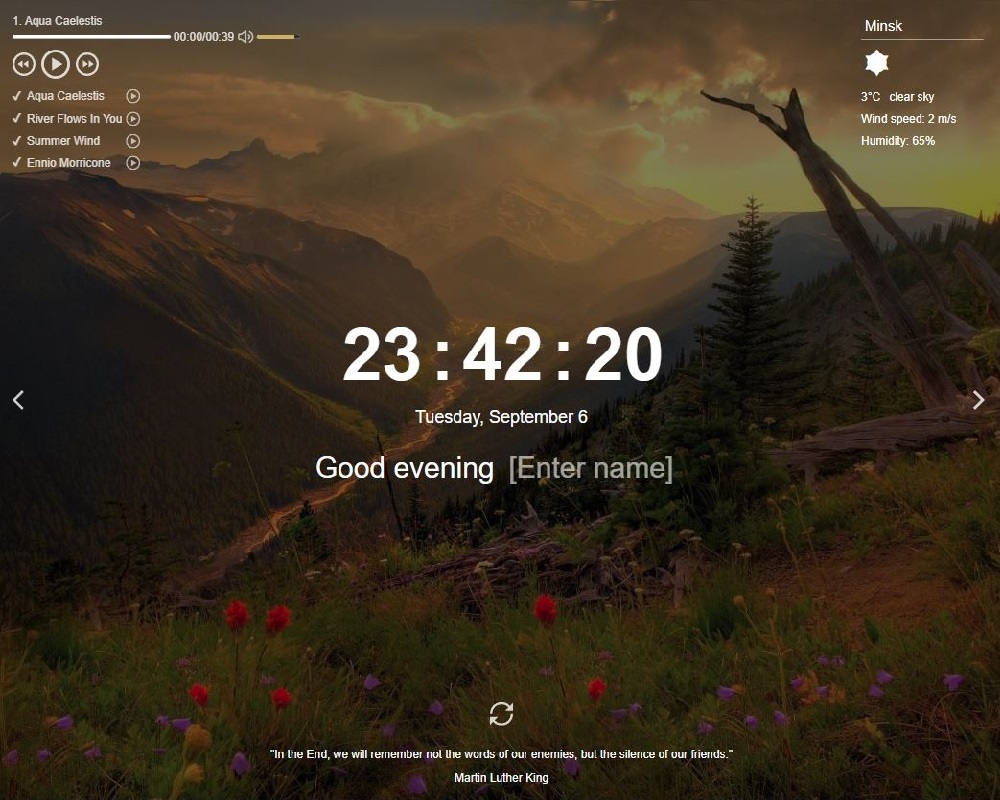 1. Aqua Caelestis
00:00/00:39
Aqua Caelestis
River Flows In You
Summer Wind
Ennio Morricone
Minsk
3°C clear sky
Wind speed: 2 m/s
Humidity: 65%
23:42:20
Tuesday, September 6
Good evening [Enter name]
"In the End, we will remember not the words of our enemies, but the silence of our friends."
Martin Luther King